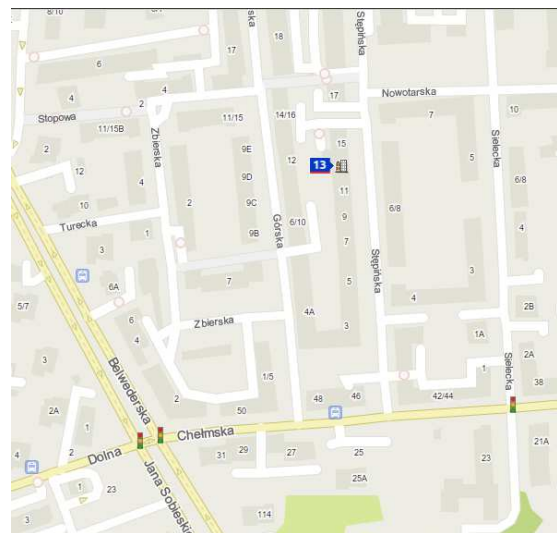 8/10
6
4
Stopowa
2
4
11/15B
Zbierska
2
12
4
10
Turecka
3
1
6A
5/7
3
2A
1
2
4
1
23
3
6
4
Zbierska
2
Belwederska
Dolna
Jana Sobieskie
Chełmska
17
18
11/15
14/16
9E
9D
9C
9B
2
12
6/10
Górska
7
4A
1/5
50
31
29
27
25
25A
114
Stępińska
17
15
13
11
9
7
5
3
48
46
Nowotarska
7
5
3
6/8
Stępińska
4
1
42/44
23
Sielecka
10
6/8
4
2B
1A
2A
38
Sielecka
21A